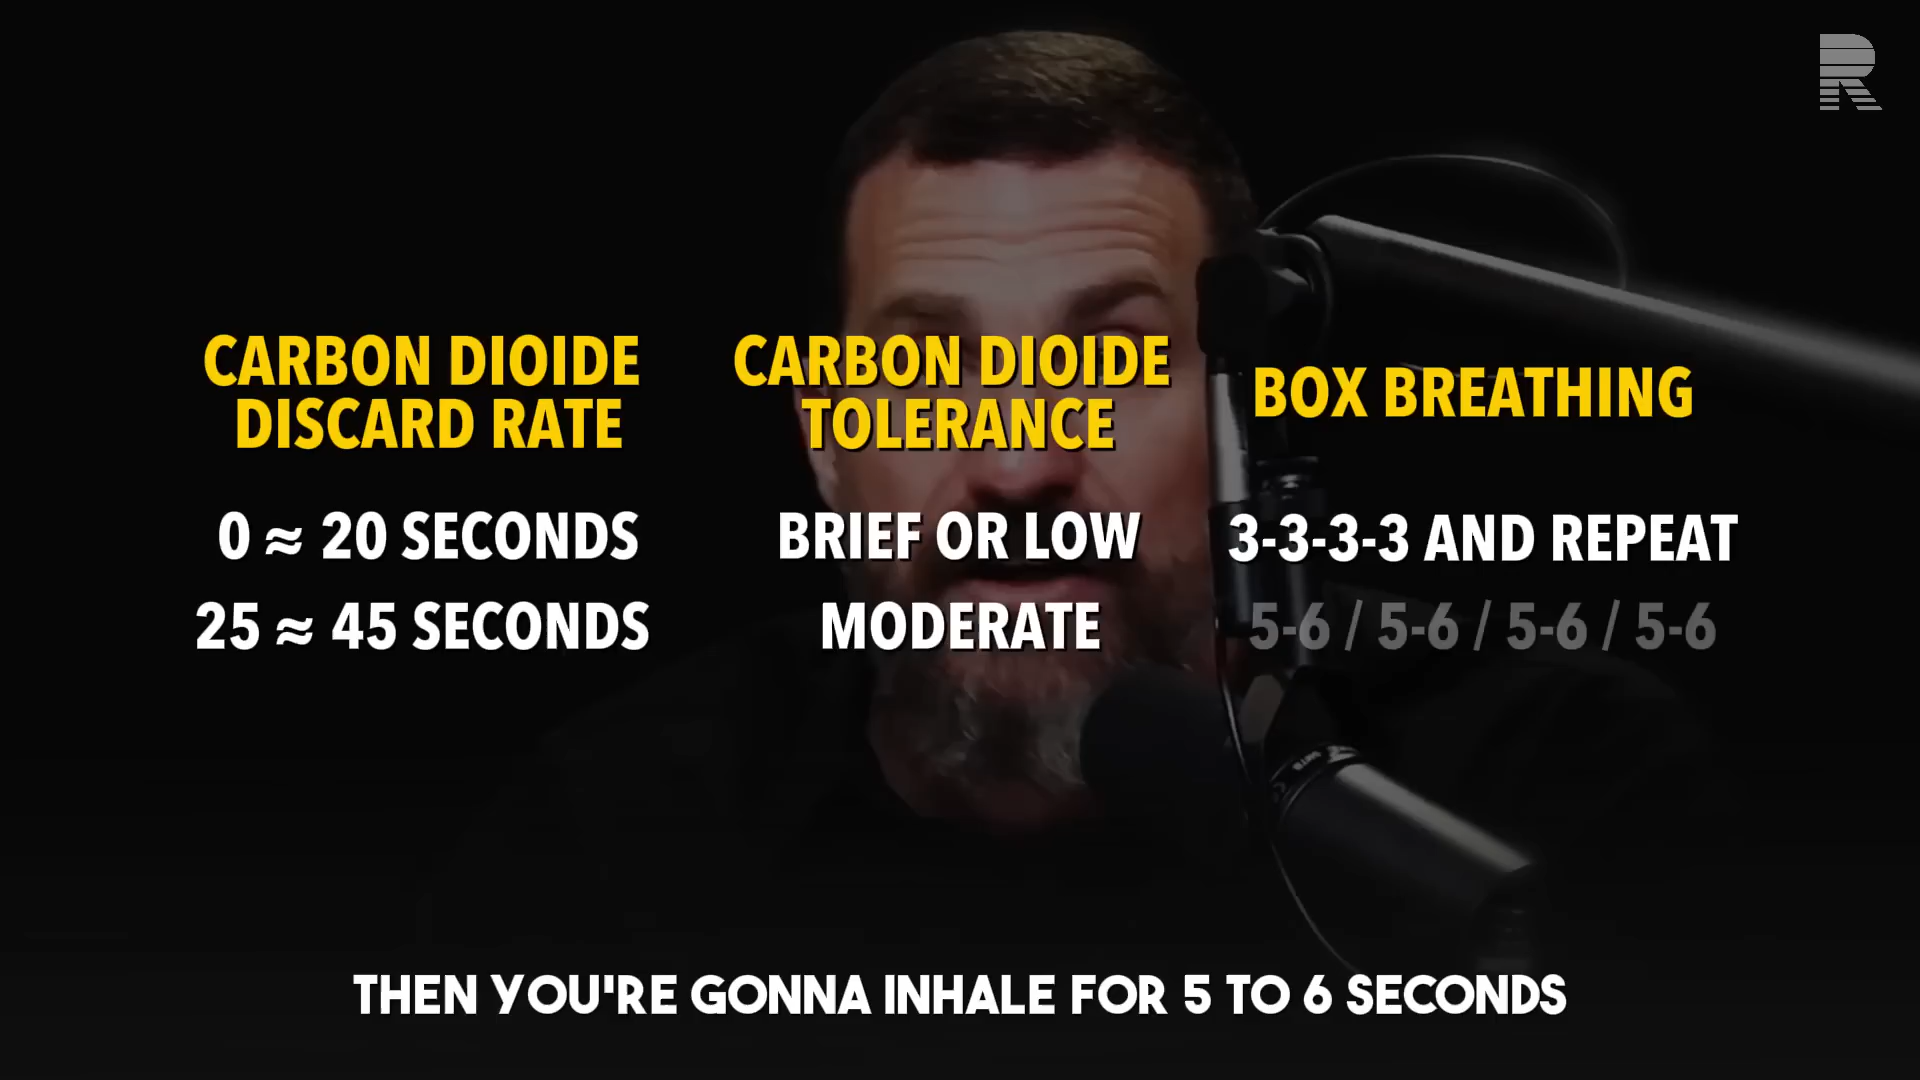 CARBON DIOIDE
DISCARD RATE
CARBON DIOIDE
TOLERANCE
BOX BREATHING
0 ≈ 20 SECONDS
BRIEF OR LOW
3-3-3-3 AND REPEAT
25 ≈ 45 SECONDS
MODERATE
5-6 / 5-6 / 5-6 / 5-6
THEN YOU'RE GONNA INHALE FOR 5 TO 6 SECONDS
R